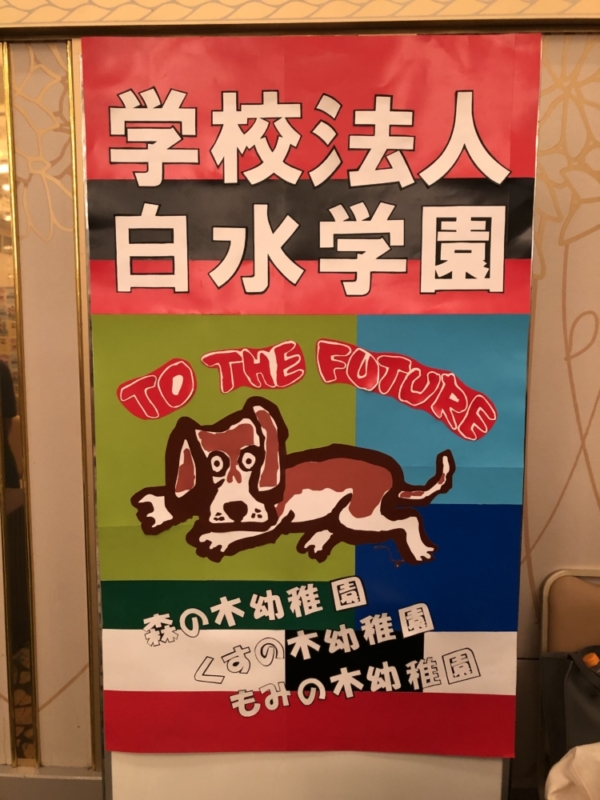 学校法人
白水学園
TO THE FUTURE
森の木幼稚園
くすの木幼稚園
もみの木幼稚園